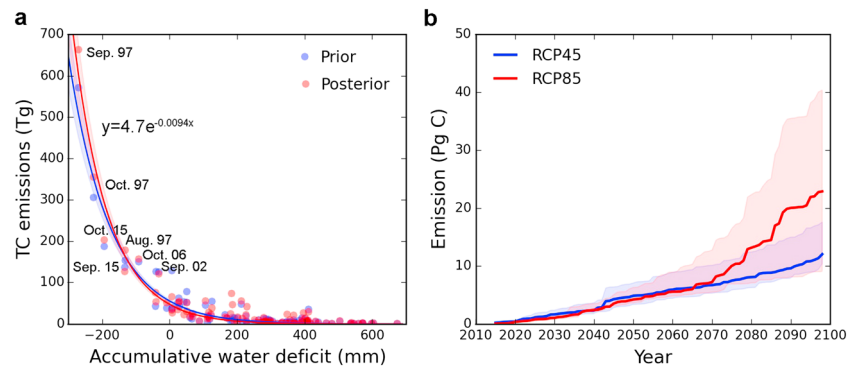 a
700
600
500
400
300
200
100
0
TC emissions (Tg)
Sep. 97
Prior
Posterior
y=4.7e-0.0094x
Oct. 97
Oct. 15
Aug. 97
Oct. 06
Sep. 15
Sep. 02
−200 0 200 400 600
Accumulative water deficit (mm)
b
50
40
30
20
10
0
Emission (Pg C)
RCP45
RCP85
2010 2020 2030 2040 2050 2060 2070 2080 2090 2100
Year